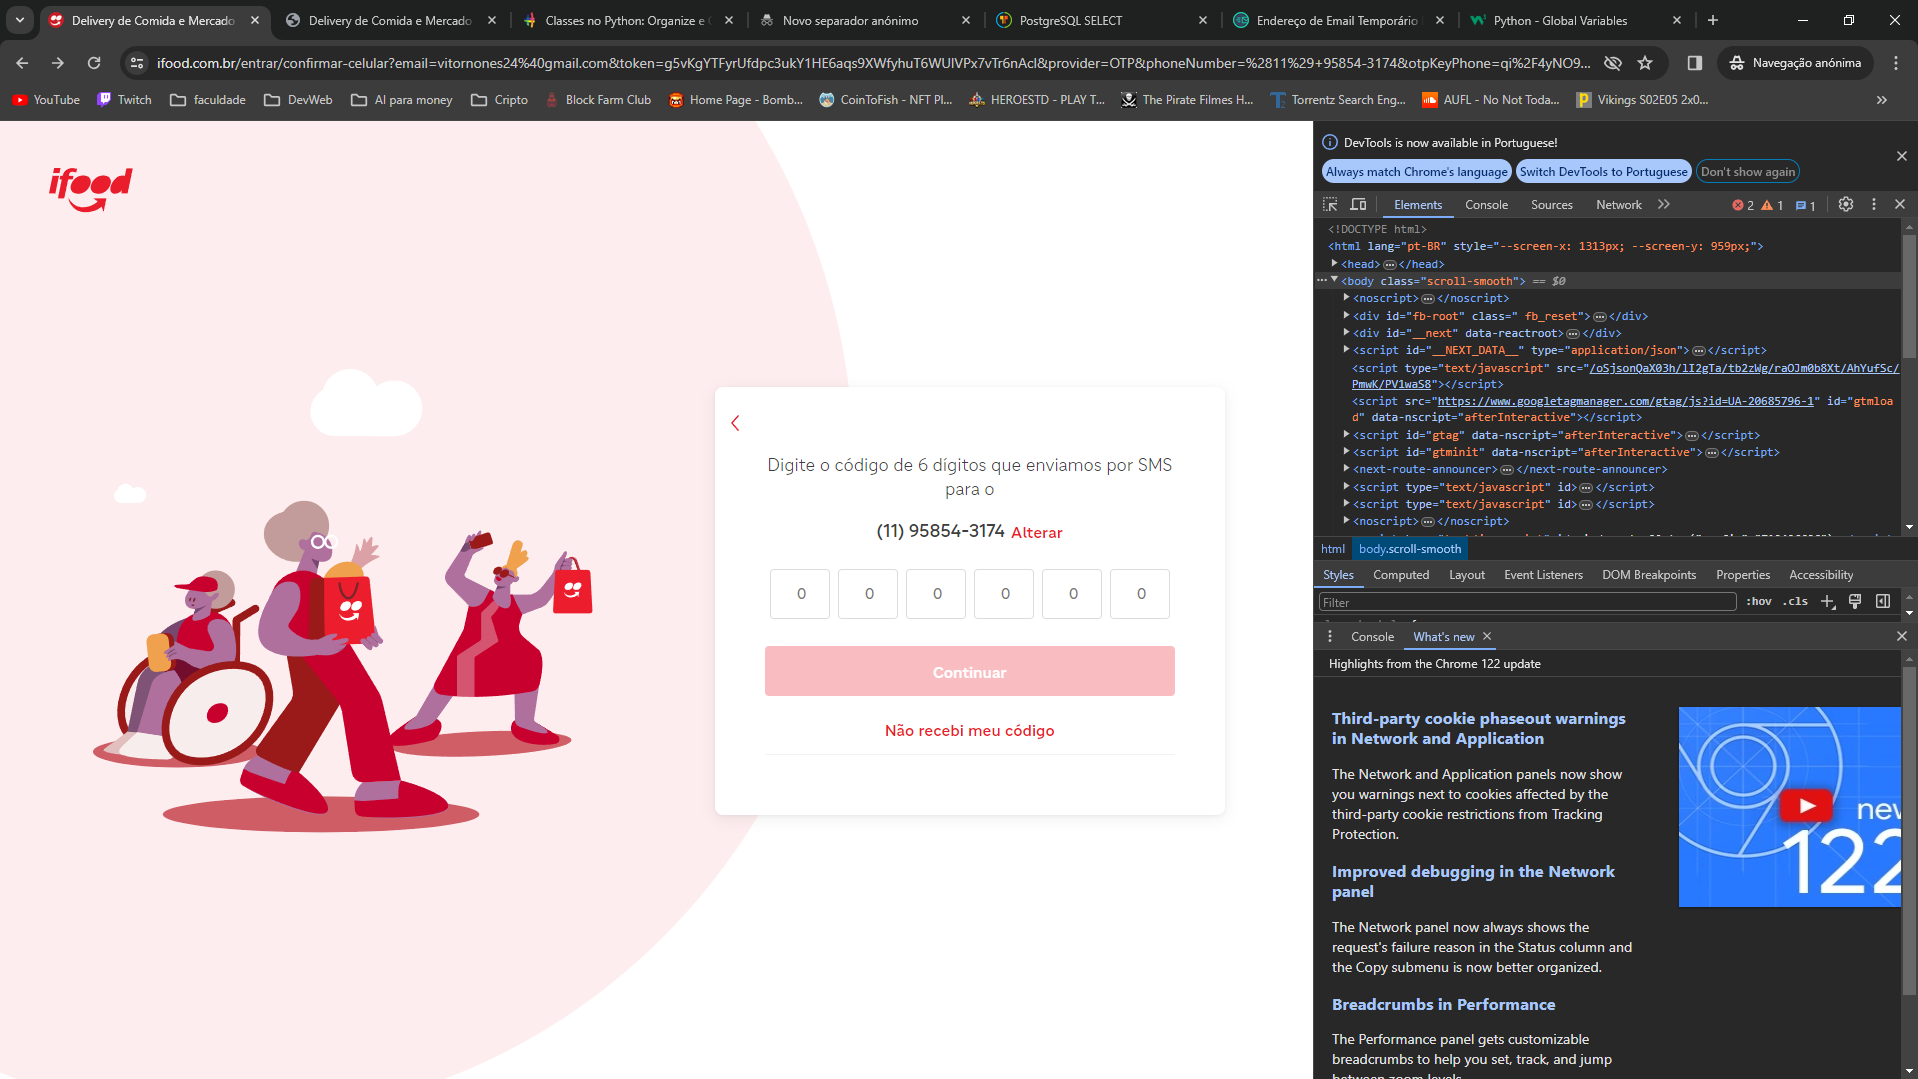 Delivery de Comida e Mercado
Delivery de Comida e Mercado
Classes no Python: Organize e
Novo separador anónimo
PostgreSQL SELECT
Endereço de Email Temporário
Python - Global Variables
ifood.com.br/entrar/confirmar-celular?email=vitornones24%40gmail.com&token=g5vKgYTFyrUfdpc3ukY1HE6aqs9XWfyhuT6WUlVPx7vTr6nAcl&provider=OTP&phoneNumber=%2811%29+95854-3174&otpKeyPhone=qi%2F4yNO9...
Navegação anónima
YouTube
Twitch
faculdade
DevWeb
AI para money
Cripto
Block Farm Club
Home Page - Bomb...
CoinToFish - NFT Pl...
HEROESTD - PLAY T...
The Pirate Filmes H...
Torrentz Search Eng...
AUFL - No Not Toda...
Vikings S02E05 2x0...
ifood
Digite o código de 6 dígitos que enviamos por SMS
para o
(11) 95854-3174 Alterar
0 0 0 0 0 0
Continuar
Não recebi meu código
DevTools is now available in Portuguese!
Always match Chrome's language
Switch DevTools to Portuguese
Don't show again
Elements
Console
Sources
Network
2
1
1
<!DOCTYPE html>
<html lang="pt-BR" style="--screen-x: 1313px; --screen-y: 959px;">
<head>…</head>
<body class="scroll-smooth"> == $0
<noscript>…</noscript>
<div id="fb-root" class=" fb_reset">…</div>
<div id="__next" data-reactroot>…</div>
<script id="__NEXT_DATA__" type="application/json">…</script>
<script type="text/javascript" src="/oSjsonQaX03h/lI2gTa/tb2zWg/raOJm0b8Xt/AhYufSc/
PmwK/PV1waS8"></script>
<script src="https://www.googletagmanager.com/gtag/js?id=UA-20685796-1" id="gtmloa
d" data-nscript="afterInteractive"></script>
<script id="gtag" data-nscript="afterInteractive">…</script>
<script id="gtminit" data-nscript="afterInteractive">…</script>
<next-route-announcer>…</next-route-announcer>
<script type="text/javascript" id>…</script>
<script type="text/javascript" id>…</script>
<noscript>…</noscript>
html
body.scroll-smooth
Styles
Computed
Layout
Event Listeners
DOM Breakpoints
Properties
Accessibility
Filter
:hov
.cls
Console
What's new
Highlights from the Chrome 122 update
Third-party cookie phaseout warnings
in Network and Application
The Network and Application panels now show
you warnings next to cookies affected by the
third-party cookie restrictions from Tracking
Protection.
new
122
Improved debugging in the Network
panel
The Network panel now always shows the
request's failure reason in the Status column and
the Copy submenu is now better organized.
Breadcrumbs in Performance
The Performance panel gets customizable
breadcrumbs to help you set, track, and jump
between zoom levels.